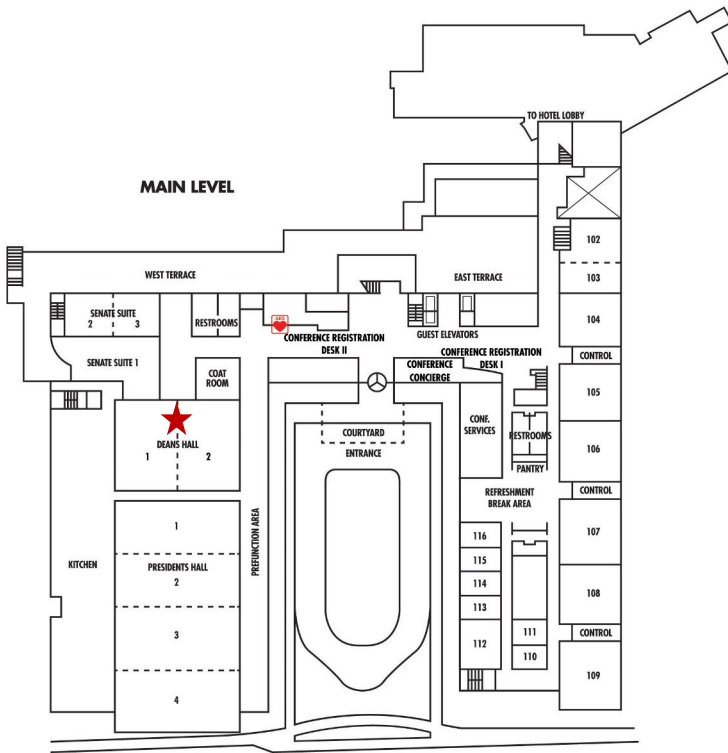 TO HOTEL LOBBY
MAIN LEVEL
102
WEST TERRACE
EAST TERRACE
103
SENATE SUITE
2 3
RESTROOMS
AED
104
GUEST ELEVATORS
CONFERENCE REGISTRATION
DESK II
CONFERENCE REGISTRATION
DESK I
CONTROL
SENATE SUITE 1
COAT
ROOM
CONFERENCE
CONCIERGE
105
CONF.
SERVICES
COURTYARD
RESTROOMS
106
DEANS HALL
1 2
ENTRANCE
PANTRY
CONTROL
REFRESHMENT
BREAK AREA
1
PREFUNCTION AREA
116
107
KITCHEN
PRESIDENTS HALL
2
115
114
108
113
3
112
111
CONTROL
110
109
4